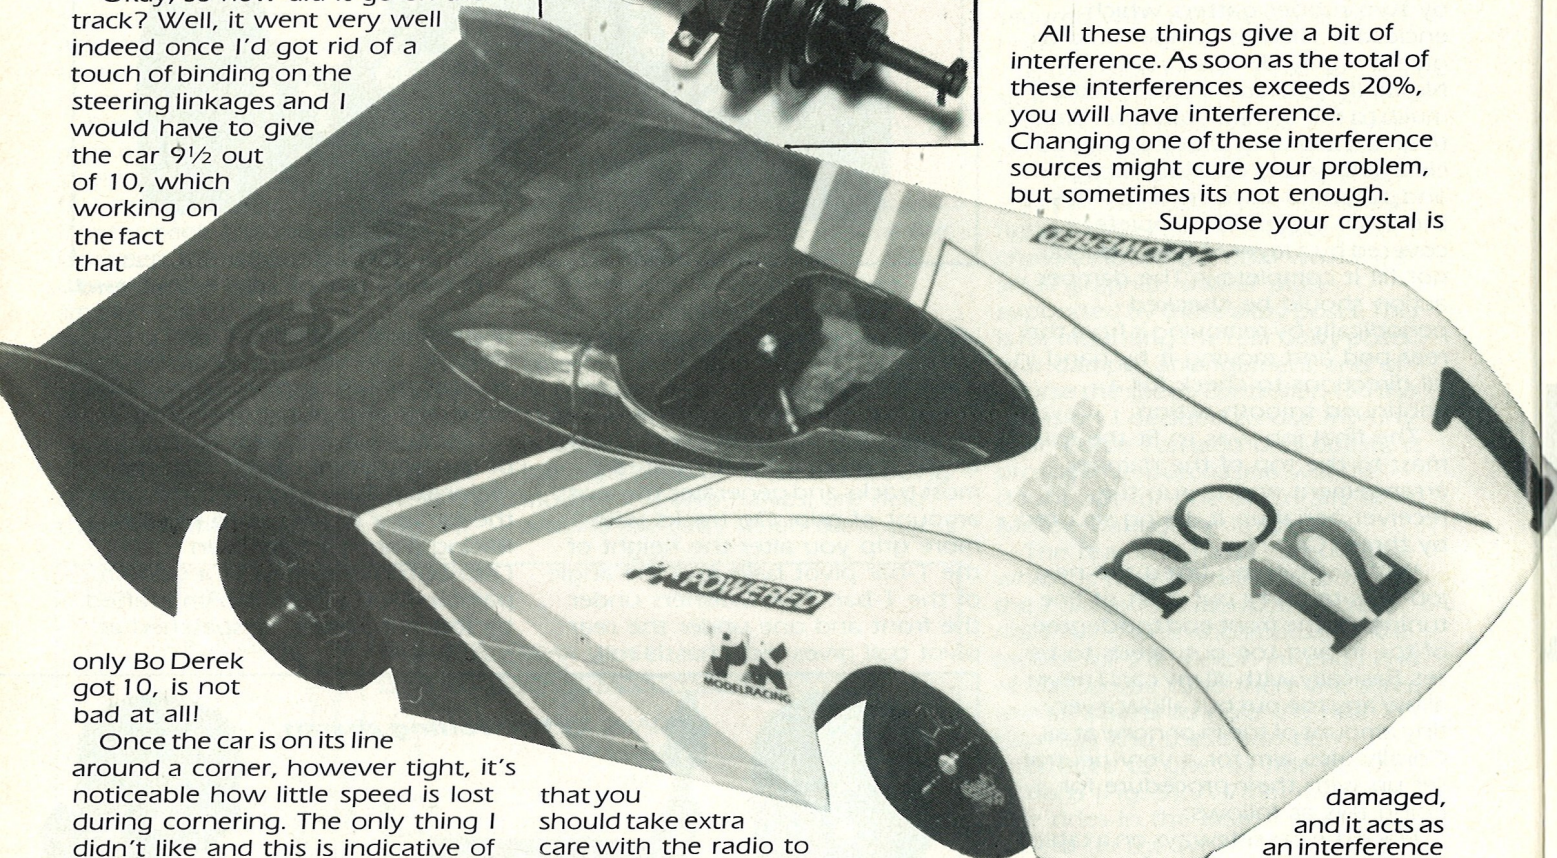 track? Well, it went very well
indeed once I'd got rid of a
touch of binding on the
steering linkages and I
would have to give
the car 9½ out
of 10, which
working on
the fact
that
only Bo Derek
got 10, is not
bad at all!
Once the car is on its line
around a corner, however tight, it's
noticeable how little speed is lost
during cornering. The only thing I
didn't like and this is indicative of
that you
should take extra
care with the radio to
All these things give a bit of
interference. As soon as the total of
these interferences exceeds 20%,
you will have interference.
Changing one of these interference
sources might cure your problem,
but sometimes its not enough.
Suppose your crystal is
damaged,
and it acts as
an interference
POWERED
1
PK POWERED
PK
MODELRACING
12